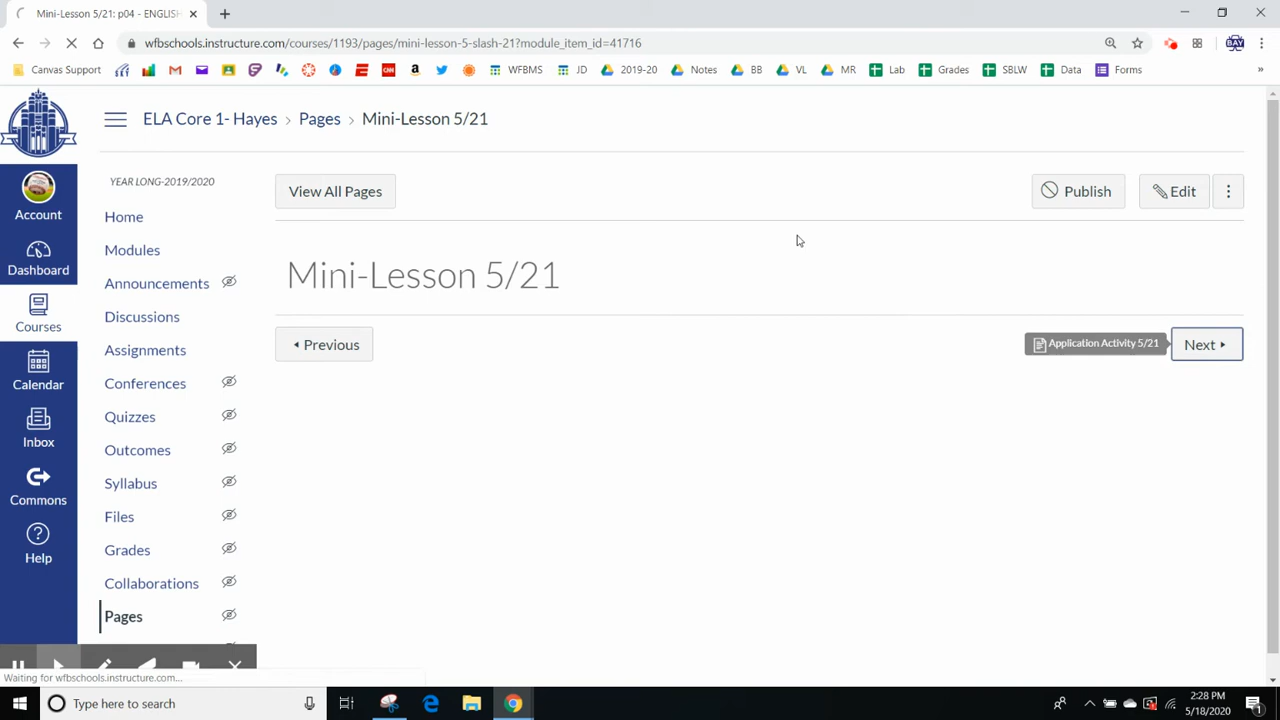 Mini-Lesson 5/21: p04 - ENGLISH
wfbschools.instructure.com/courses/1193/pages/mini-lesson-5-slash-21?module_item_id=41716
BAY
Canvas Support
CNN
WFBMS
JD
2019-20
Notes
BB
VL
MR
Lab
Grades
SBLW
Data
Forms
»
ELA Core 1- Hayes › Pages › Mini-Lesson 5/21
Account
Dashboard
Courses
Calendar
Inbox
Commons
Help
YEAR LONG-2019/2020
Home
Modules
Announcements
Discussions
Assignments
Conferences
Quizzes
Outcomes
Syllabus
Files
Grades
Collaborations
Pages
View All Pages
Publish
Edit
Mini-Lesson 5/21
Previous
Application Activity 5/21
Next
Waiting for wfbschools.instructure.com...
Type here to search
2:28 PM
5/18/2020
1